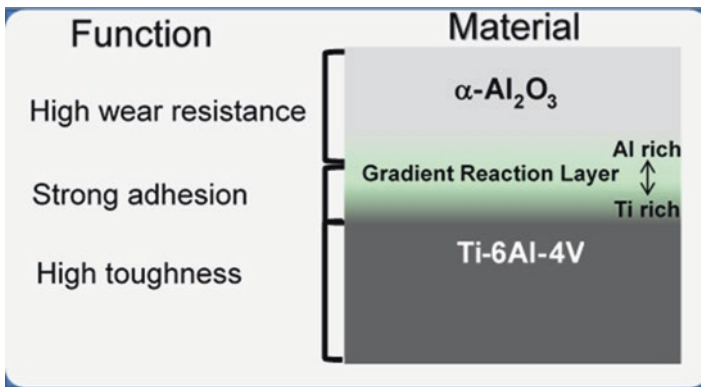 Function
Material
High wear resistance
α-Al₂O₃
Al rich
Gradient Reaction Layer
Strong adhesion
Ti rich
High toughness
Ti-6Al-4V